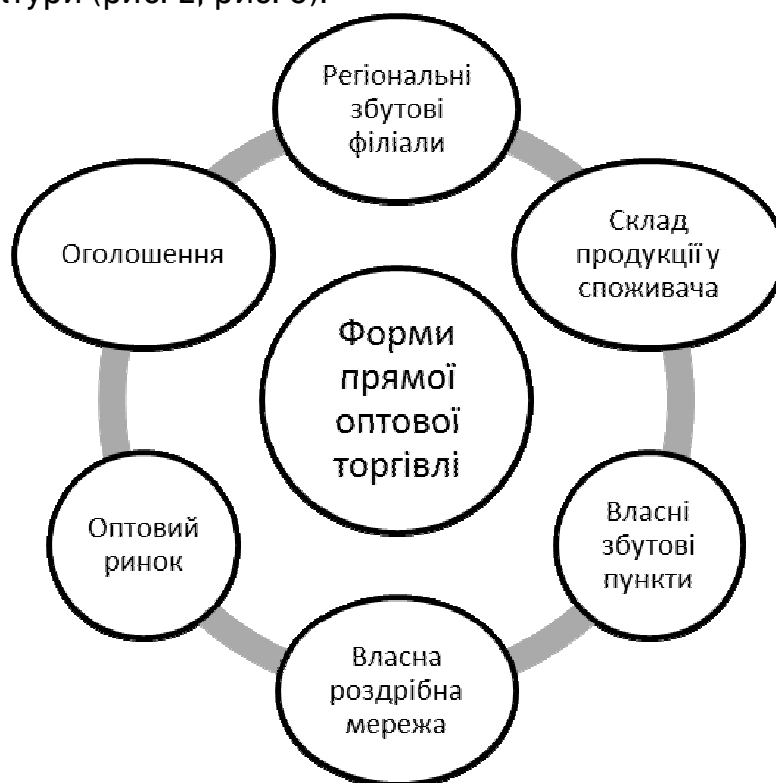 Регіональні
збутові
філіали
Склад
продукції у
споживача
Оголошення
Форми
прямої
оптової
торгівлі
Власні
збутові
пункти
Оптовий
ринок
Власна
роздрібна
мережа